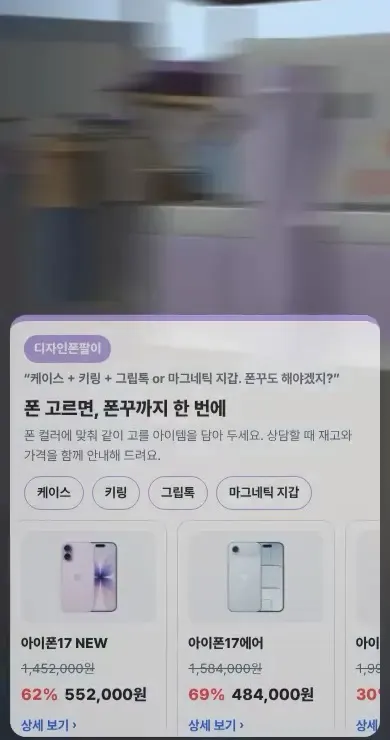 디자인폰팔이
“케이스 + 키링 + 그립톡 or 마그네틱 지갑. 폰꾸도 해야겠지?”
폰 고르면, 폰꾸까지 한 번에
폰 컬러에 맞춰 같이 고를 아이템을 담아 두세요. 상담할 때 재고와
가격을 함께 안내해 드려요.
케이스 키링 그립톡 마그네틱 지갑
아이폰17 NEW 아이폰17에어 아이
1,452,000원 1,584,000원 1,99
62% 552,000원 69% 484,000원 30%
상세 보기 › 상세 보기 › 상세